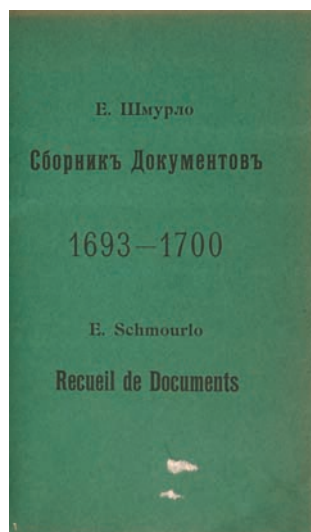 Е. Шмурло
Сборникъ Документовъ
1693—1700
E. Schmourlo
Recueil de Documents